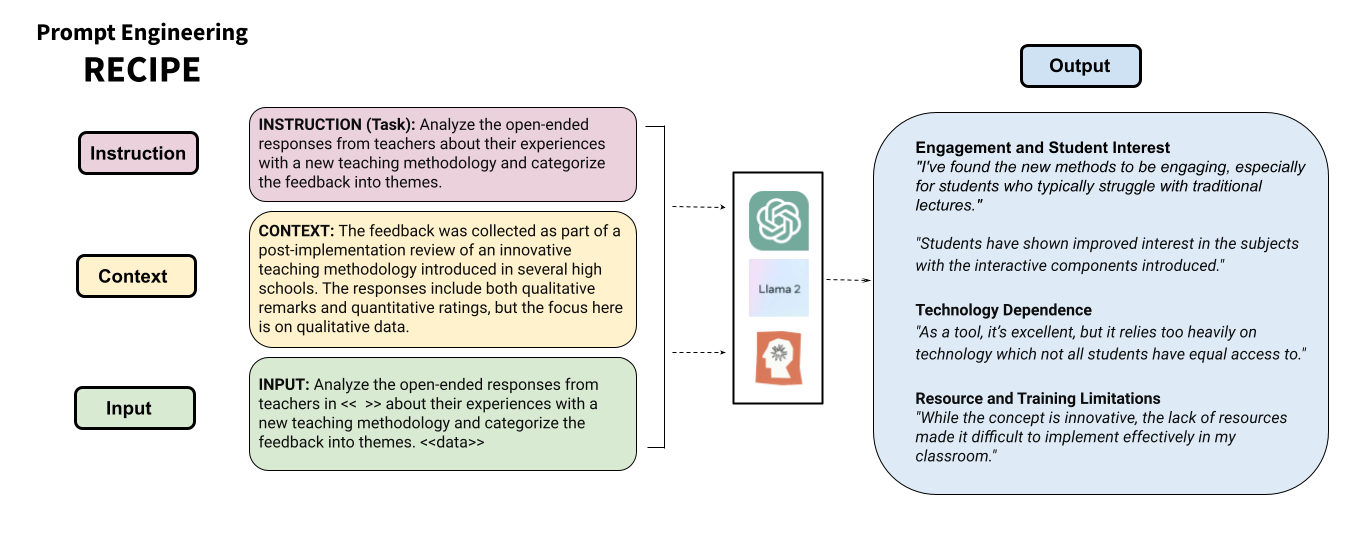 Prompt Engineering
RECIPE
Instruction
INSTRUCTION (Task): Analyze the open-ended
responses from teachers about their experiences
with a new teaching methodology and categorize
the feedback into themes.
Context
CONTEXT: The feedback was collected as part of a
post-implementation review of an innovative
teaching methodology introduced in several high
schools. The responses include both qualitative
remarks and quantitative ratings, but the focus here
is on qualitative data.
Input
INPUT: Analyze the open-ended responses from
teachers in <<  >> about their experiences with a
new teaching methodology and categorize the
feedback into themes. <<data>>
Llama 2
Output
Engagement and Student Interest
"I've found the new methods to be engaging, especially
for students who typically struggle with traditional
lectures."
"Students have shown improved interest in the subjects
with the interactive components introduced."
Technology Dependence
"As a tool, it’s excellent, but it relies too heavily on
technology which not all students have equal access to."
Resource and Training Limitations
"While the concept is innovative, the lack of resources
made it difficult to implement effectively in my
classroom."